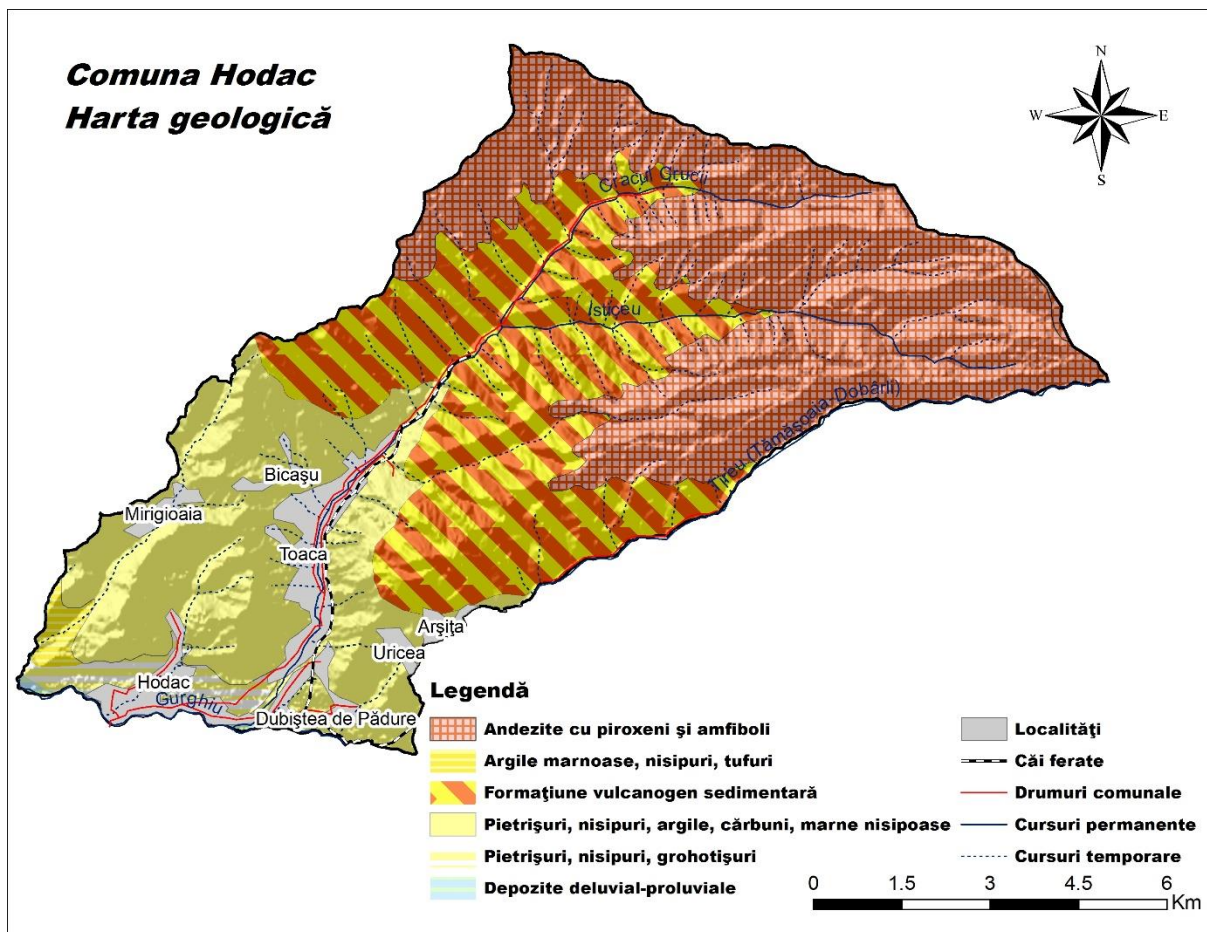 Comuna Hodac
Harta geologică
N
W
E
S
Cracul Crucii
Isuceu
Tireu (Tămăşoaia-Dobârli)
Bicaşu
Mirigioaia
Toaca
Arşiţa
Uricea
Hodac
Gurghiu
Dubiştea de Pădure
Legendă
Andezite cu piroxeni şi amfiboli
Argile marnoase, nisipuri, tufuri
Formaţiune vulcanogen sedimentară
Pietrişuri, nisipuri, argile, cărbuni, marne nisipoase
Pietrişuri, nisipuri, grohotişuri
Depozite deluvial-proluviale
Localităţi
Căi ferate
Drumuri comunale
Cursuri permanente
Cursuri temporare
0 1.5 3 4.5 6
Km